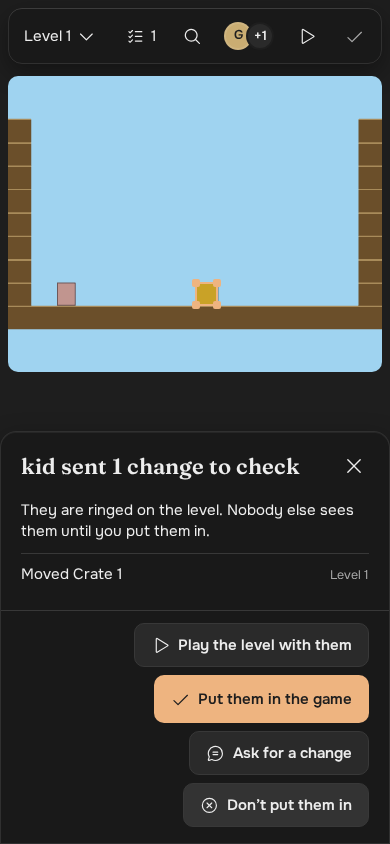 Level 1
1
G
+1
kid sent 1 change to check
They are ringed on the level. Nobody else sees
them until you put them in.
Moved Crate 1
Level 1
Play the level with them
Put them in the game
Ask for a change
Don’t put them in